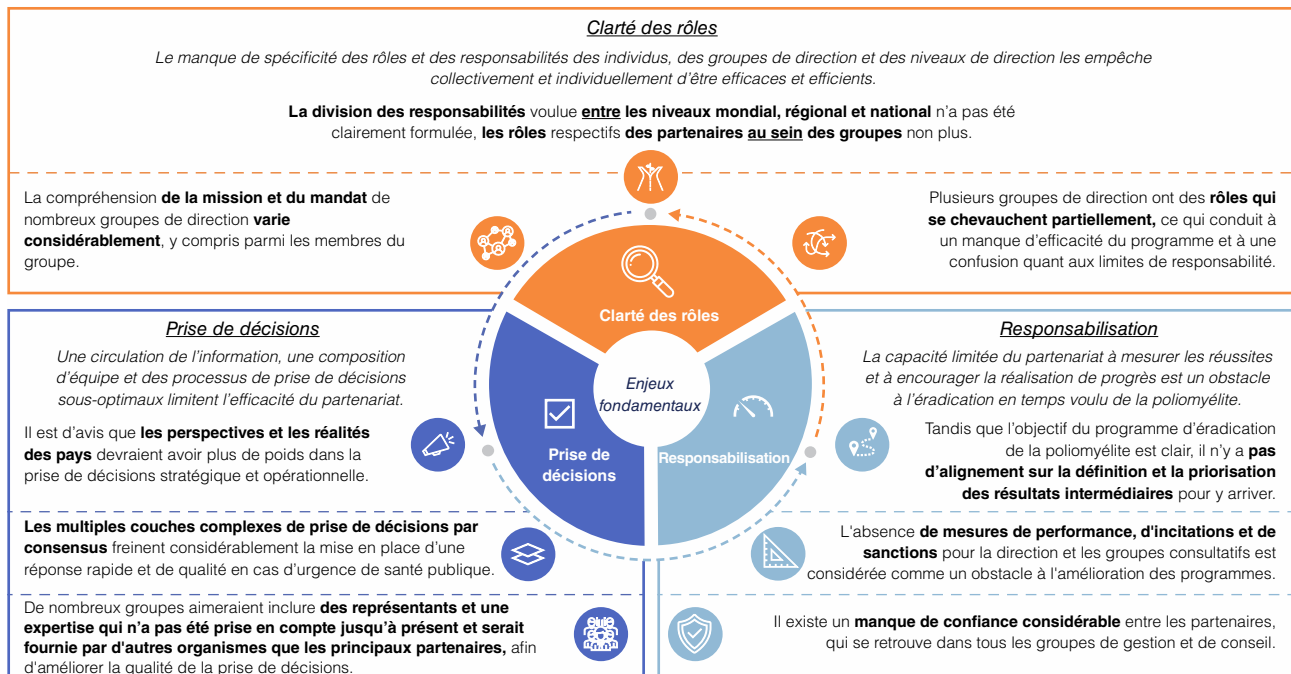 Clarté des rôles
Le manque de spécificité des rôles et des responsabilités des individus, des groupes de direction et des niveaux de direction les empêche
collectivement et individuellement d'être efficaces et efficients.
La division des responsabilités voulue entre les niveaux mondial, régional et national n'a pas été
clairement formulée, les rôles respectifs des partenaires au sein des groupes non plus.
La compréhension de la mission et du mandat de
nombreux groupes de direction varie
considérablement, y compris parmi les membres du
groupe.
Plusieurs groupes de direction ont des rôles qui
se chevauchent partiellement, ce qui conduit à
un manque d'efficacité du programme et à une
confusion quant aux limites de responsabilité.
Clarté des rôles
Enjeux
fondamentaux
Prise de
décisions
Responsabilisation
Prise de décisions
Une circulation de l'information, une composition
d'équipe et des processus de prise de décisions
sous-optimaux limitent l'efficacité du partenariat.
Il est d'avis que les perspectives et les réalités
des pays devraient avoir plus de poids dans la
prise de décisions stratégique et opérationnelle.
Les multiples couches complexes de prise de décisions par
consensus freinent considérablement la mise en place d'une
réponse rapide et de qualité en cas d'urgence de santé publique.
De nombreux groupes aimeraient inclure des représentants et une
expertise qui n'a pas été prise en compte jusqu'à présent et serait
fournie par d'autres organismes que les principaux partenaires, afin
d'améliorer la qualité de la prise de décisions.
Responsabilisation
La capacité limitée du partenariat à mesurer les réussites
et à encourager la réalisation de progrès est un obstacle
à l'éradication en temps voulu de la poliomyélite.
Tandis que l'objectif du programme d'éradication
de la poliomyélite est clair, il n'y a pas
d'alignement sur la définition et la priorisation
des résultats intermédiaires pour y arriver.
L'absence de mesures de performance, d'incitations et de
sanctions pour la direction et les groupes consultatifs est
considérée comme un obstacle à l'amélioration des programmes.
Il existe un manque de confiance considérable entre les partenaires,
qui se retrouve dans tous les groupes de gestion et de conseil.